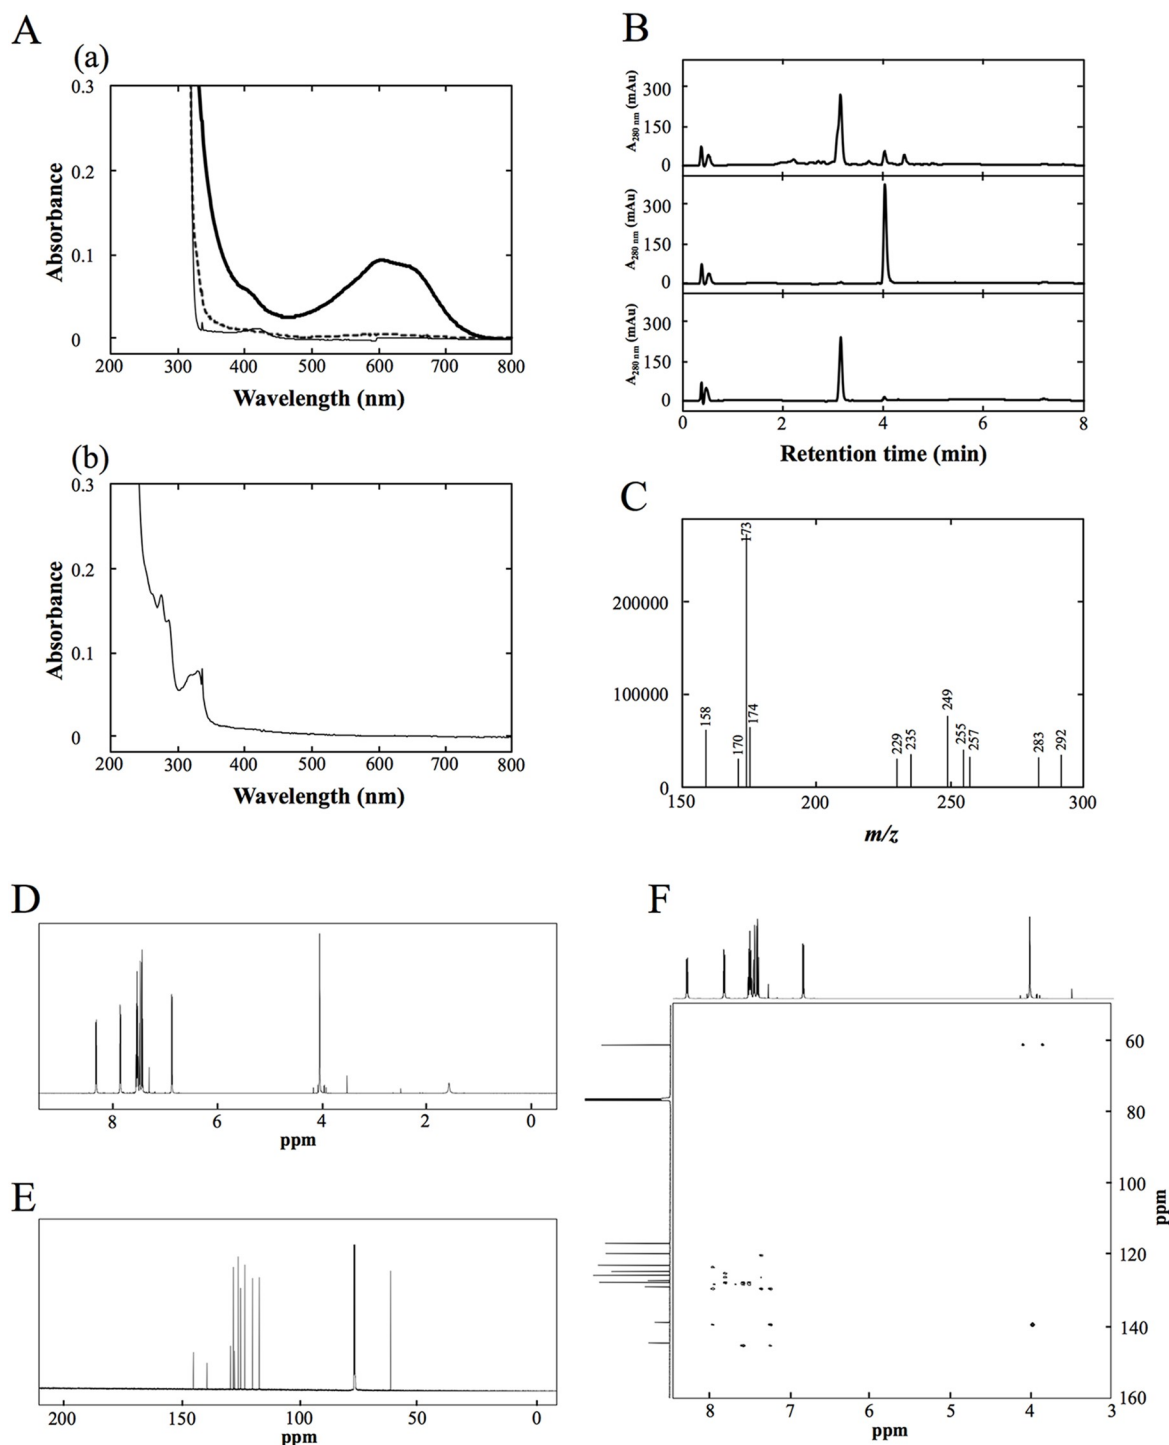 A
(a)
0.3
0.2
0.1
0
Absorbance
200 300 400 500 600 700 800
Wavelength (nm)
(b)
0.3
0.2
0.1
0
Absorbance
200 300 400 500 600 700 800
Wavelength (nm)
B
300
150
0
A280 nm (mAu)
300
150
0
A280 nm (mAu)
300
150
0
A280 nm (mAu)
0 2 4 6 8
Retention time (min)
C
200000
100000
0
158
170
173
174
229
235
249
255
257
283
292
150 200 250 300
m/z
D
8 6 4 2 0
ppm
E
200 150 100 50 0
ppm
F
60
80
100
120
140
160
ppm
8 7 6 5 4 3
ppm